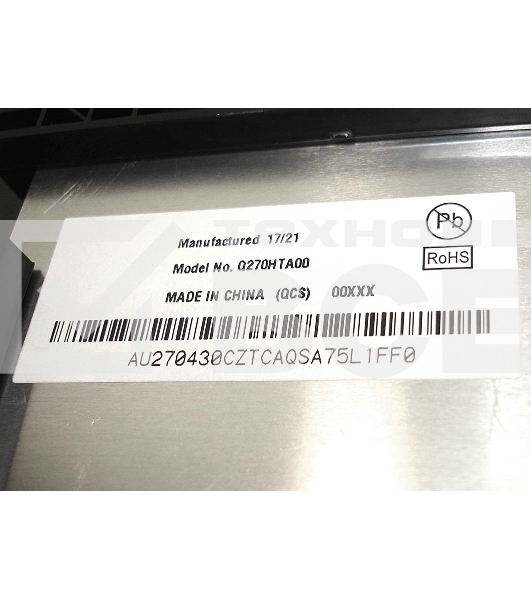 Pb
RoHS
Manufactured 17/21
Model No. Q270HTA00
MADE IN CHINA (QCS) 00XXX
AU270430CZTCAQSA75L1FF0